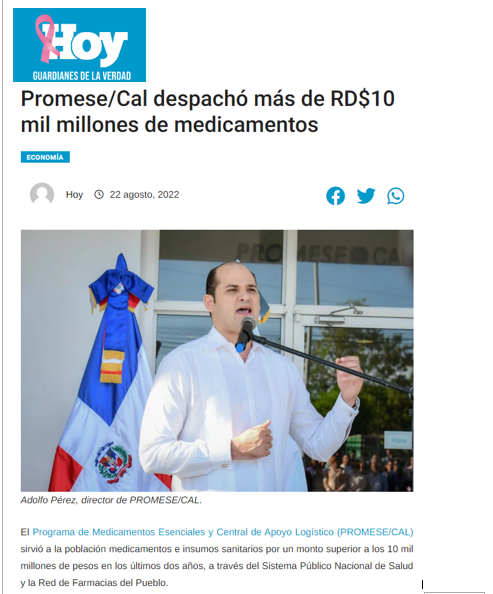 Hoy
GUARDIANES DE LA VERDAD
Promese/Cal despachó más de RD$10
mil millones de medicamentos
ECONOMÍA
Hoy 22 agosto, 2022
PROMESE CAL
Adolfo Pérez, director de PROMESE/CAL.
El Programa de Medicamentos Esenciales y Central de Apoyo Logístico (PROMESE/CAL)
sirvió a la población medicamentos e insumos sanitarios por un monto superior a los 10 mil
millones de pesos en los últimos dos años, a través del Sistema Público Nacional de Salud
y la Red de Farmacias del Pueblo.